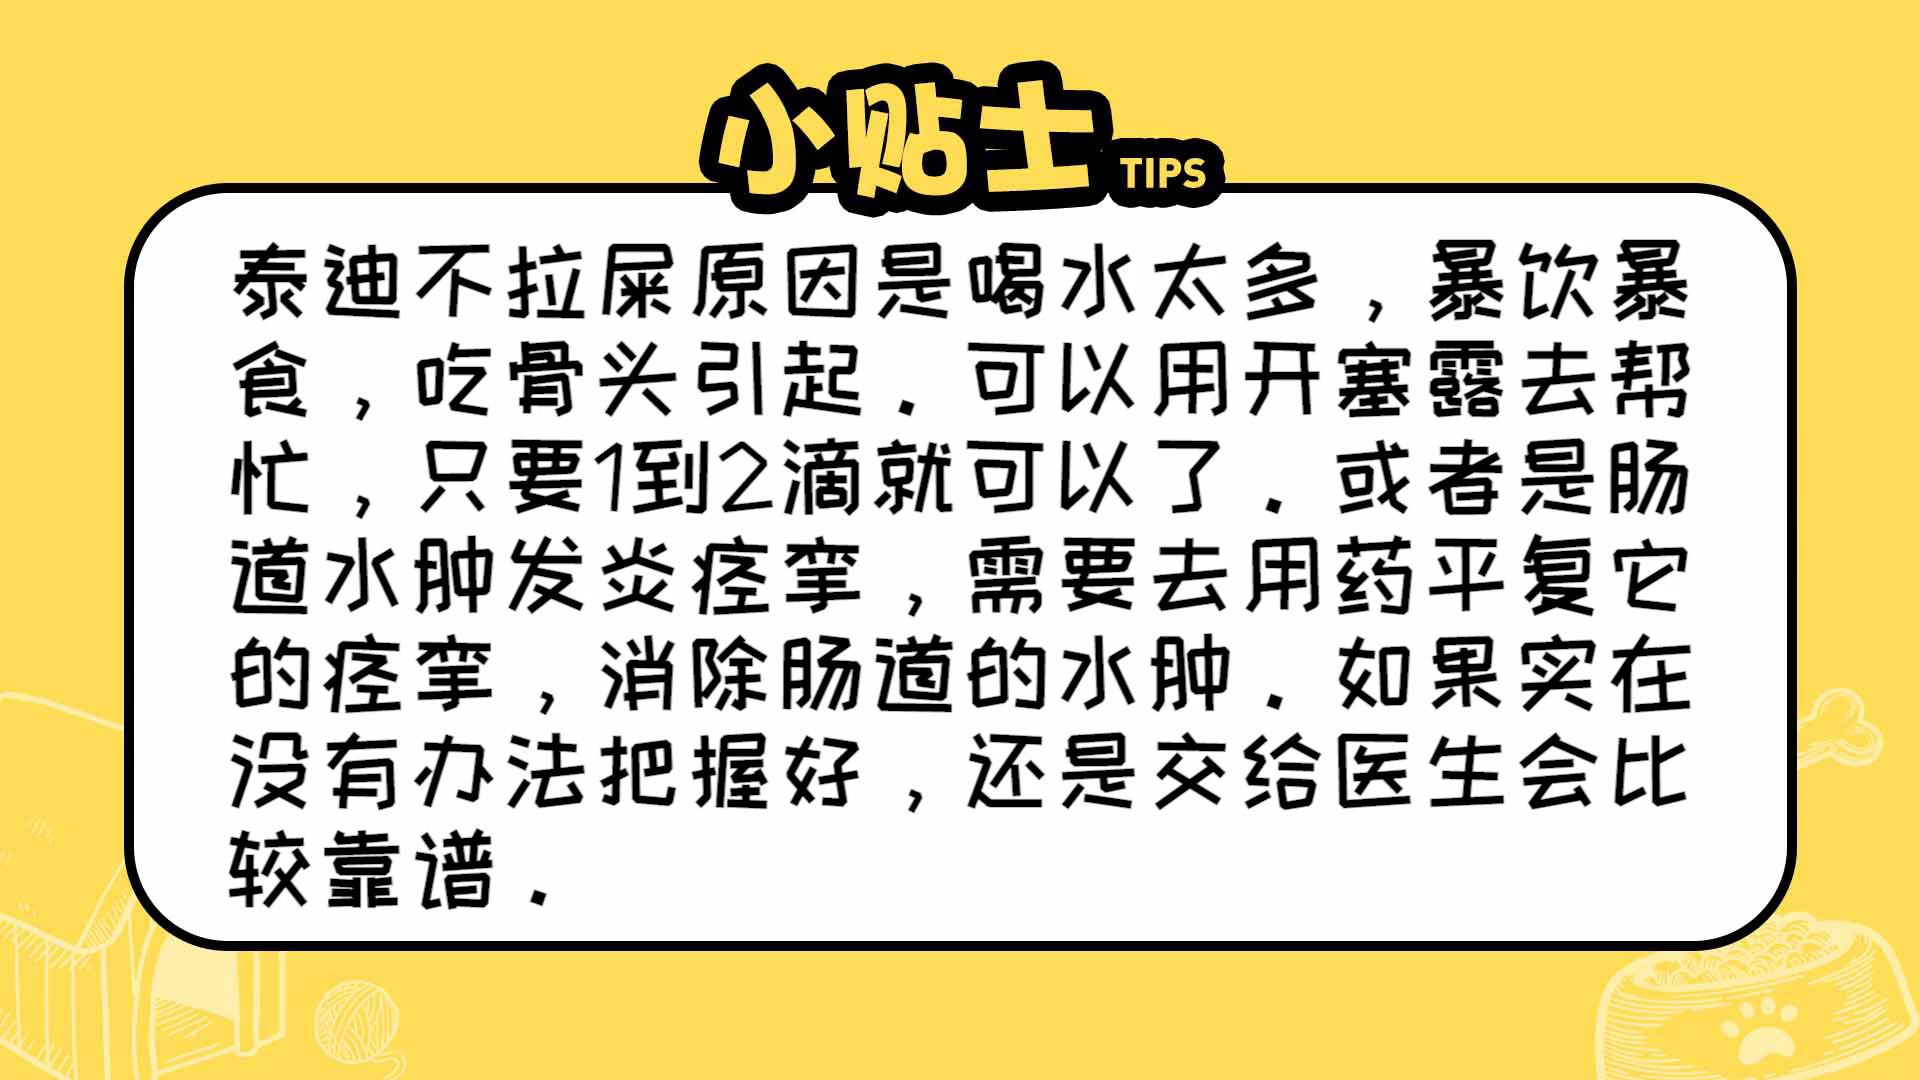 小贴士 TIPS
泰迪不拉屎原因是喝水太多，暴饮暴
食，吃骨头引起．可以用开塞露去帮
忙，只要1到2滴就可以了．或者是肠
道水肿发炎痉挛，需要去用药平复它
的痉挛，消除肠道的水肿．如果实在
没有办法把握好，还是交给医生会比
较靠谱．